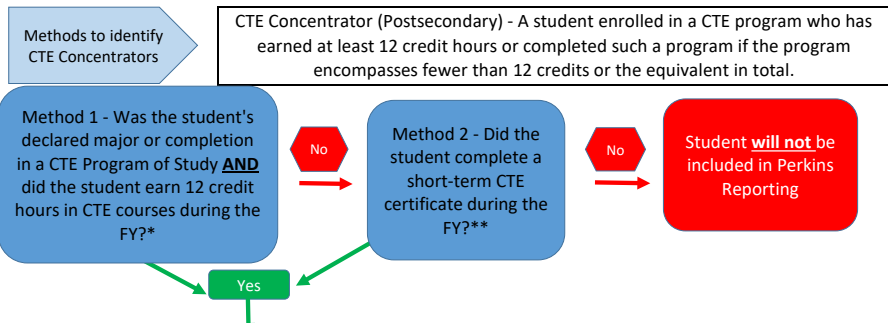 Methods to identify
CTE Concentrators
CTE Concentrator (Postsecondary) - A student enrolled in a CTE program who has
earned at least 12 credit hours or completed such a program if the program
encompasses fewer than 12 credits or the equivalent in total.
Method 1 - Was the student's
declared major or completion
in a CTE Program of Study AND
did the student earn 12 credit
hours in CTE courses during the
FY?*
No
Method 2 - Did the
student complete a
short-term CTE
certificate during the
FY?**
No
Student will not be
included in Perkins
Reporting
Yes